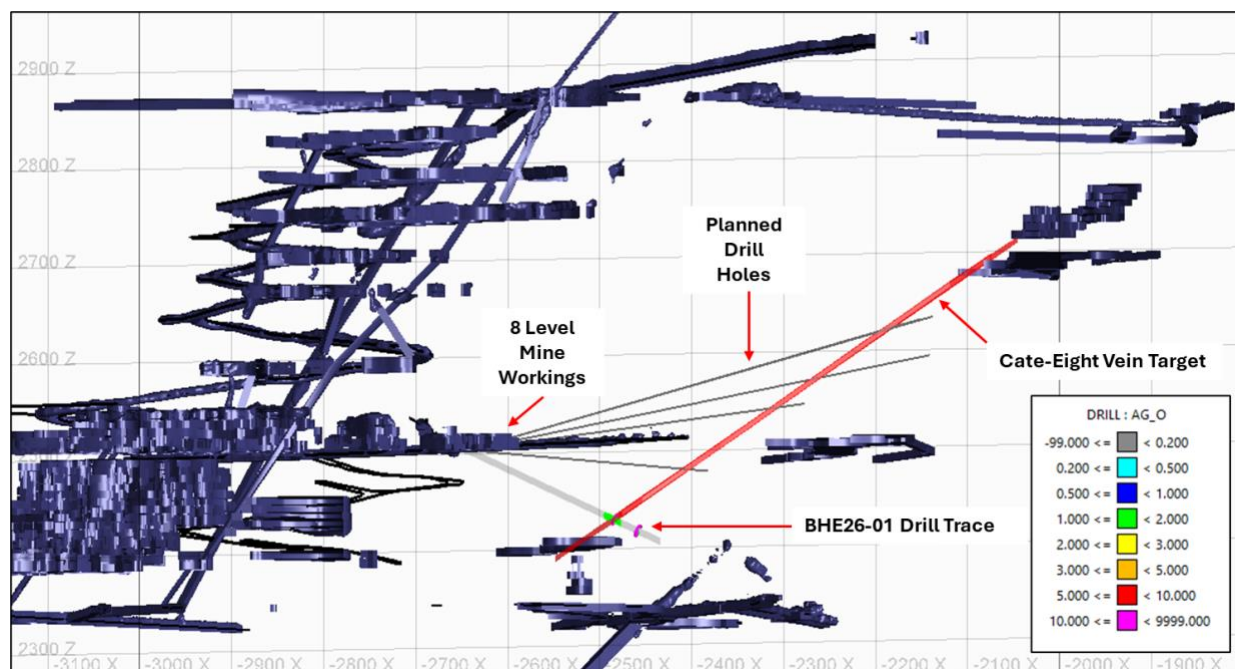 2900 Z
2800 Z
2700 Z
2600 Z
2300 Z
Planned
Drill
Holes
8 Level
Mine
Workings
Cate-Eight Vein Target
BHE26-01 Drill Trace
DRILL : AG_O
-99.000 <= < 0.200
0.200 <= < 0.500
0.500 <= < 1.000
1.000 <= < 2.000
2.000 <= < 3.000
3.000 <= < 5.000
5.000 <= < 10.000
10.000 <= < 9999.000
-3100 X -3000 X -2900 X -2800 X -2700 X -2600 X -2500 X -2400 X -2300 X -2200 X -2100 X -2000 X -1900 X